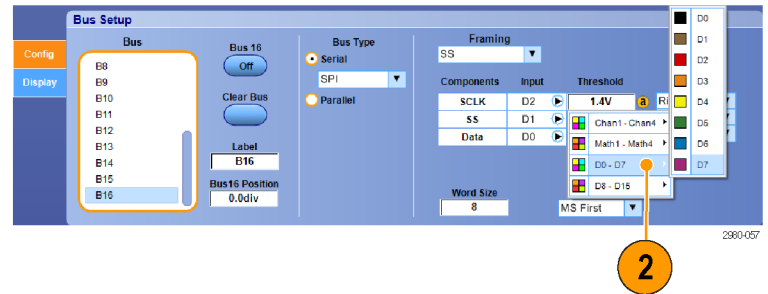 Bus Setup
Config
Display
Bus
B8
B9
B10
B11
B12
B13
B14
B15
B16
Bus 16
Off
Clear Bus
Label
B16
Bus16 Position
0.0div
Bus Type
Serial
SPI
Parallel
Framing
SS
Components Input Threshold
SCLK D2 1.4V a Ri
SS D1
Data D0
Chan1 - Chan4
Math1 - Math4
D0 - D7
D8 - D15
Word Size
8
MS First
D0
D1
D2
D3
D4
D5
D6
D7
2
2980-057